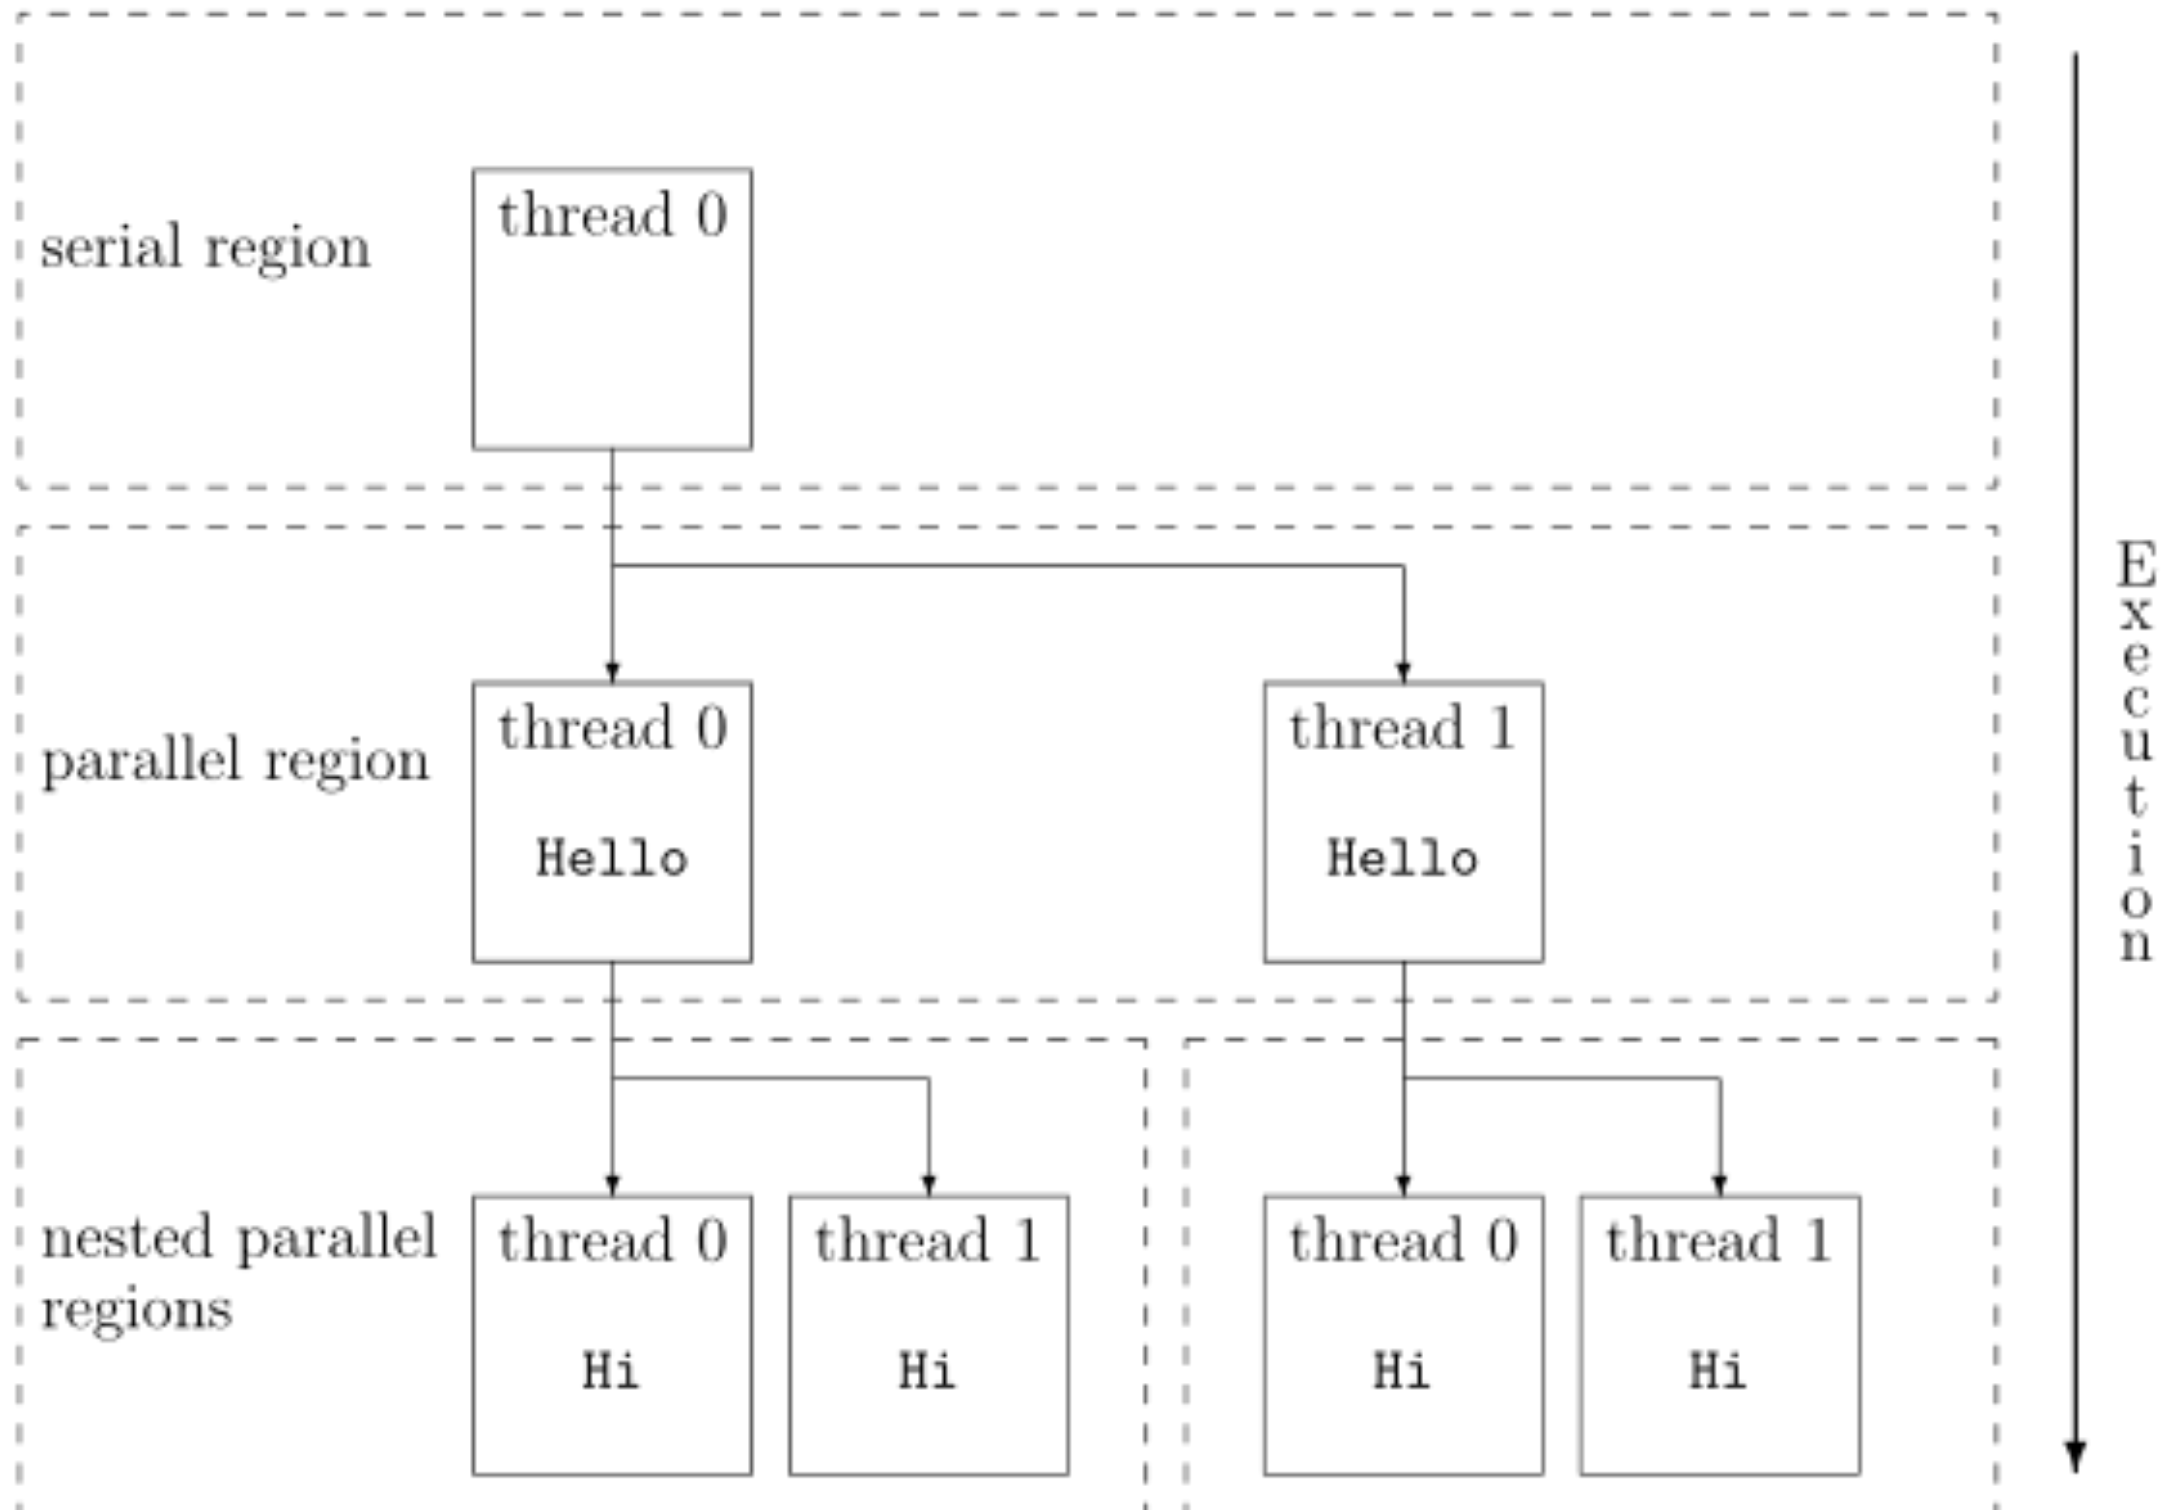 serial region
thread 0
parallel region
thread 0
Hello
thread 1
Hello
nested parallel
regions
thread 0
Hi
thread 1
Hi
thread 0
Hi
thread 1
Hi
Execution